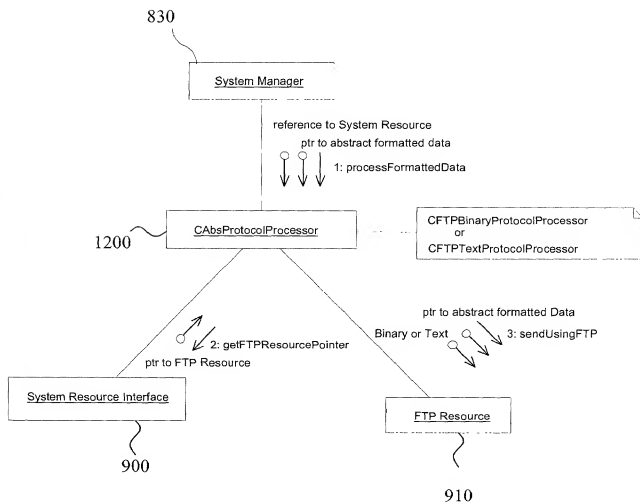 830
System Manager
reference to System Resource
ptr to abstract formatted data
1: processFormattedData
1200
CAbsProtocolProcessor
CFTPBinaryProtocolProcessor
or
CFTPTextProtocolProcessor
ptr to abstract formatted Data
Binary or Text
3: sendUsingFTP
2: getFTPResourcePointer
ptr to FTP Resource
System Resource Interface
FTP Resource
900
910